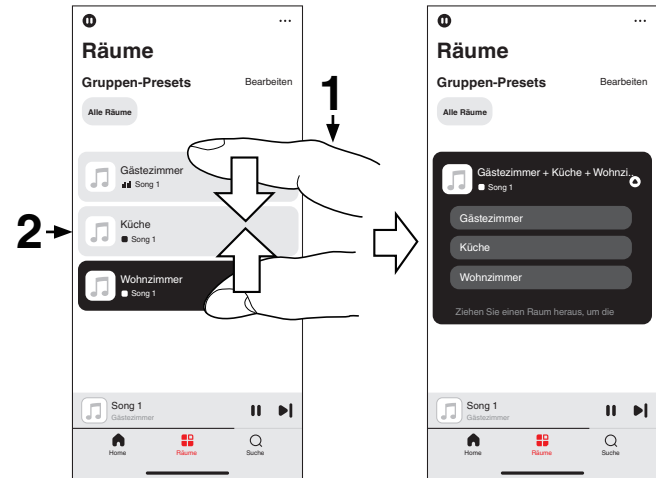 Räume
Gruppen-Presets Bearbeiten
Alle Räume
1
Gästezimmer
Song 1
2
Küche
Song 1
Wohnzimmer
Song 1
Song 1
Gästezimmer
Home Räume Suche
Räume
Gruppen-Presets Bearbeiten
Alle Räume
Gästezimmer + Küche + Wohnzi..
Song 1
Gästezimmer
Küche
Wohnzimmer
Ziehen Sie einen Raum heraus, um die
Song 1
Gästezimmer
Home Räume Suche